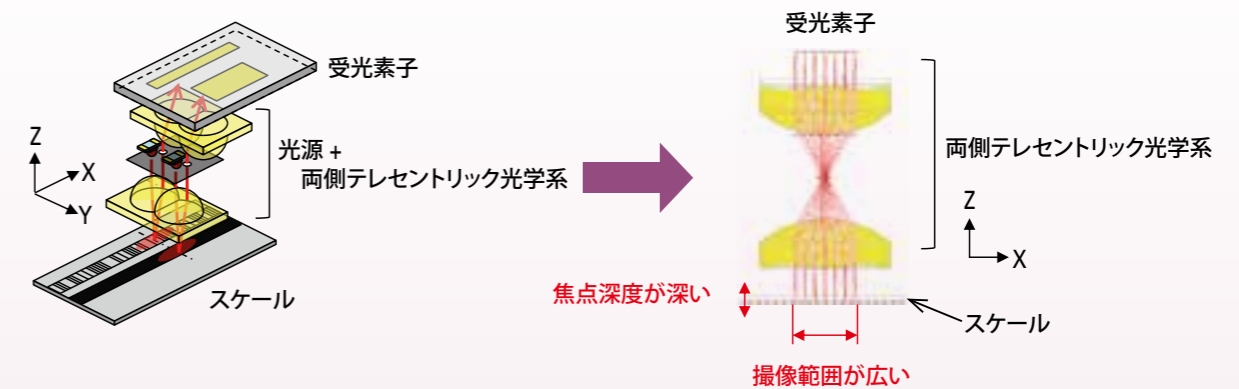 受光素子
光源 +
両側テレセントリック光学系
Z
X
Y
スケール
受光素子
両側テレセントリック光学系
Z
X
焦点深度が深い
スケール
撮像範囲が広い